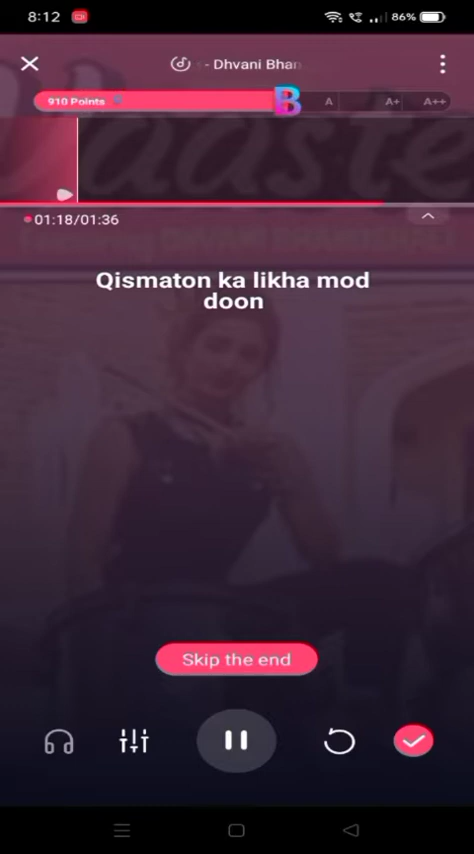 8:12
86%
- Dhvani Bhan
910 Points
B
A
A+
A++
Vaaste
01:18/01:36
Qismaton ka likha mod
doon
Skip the end